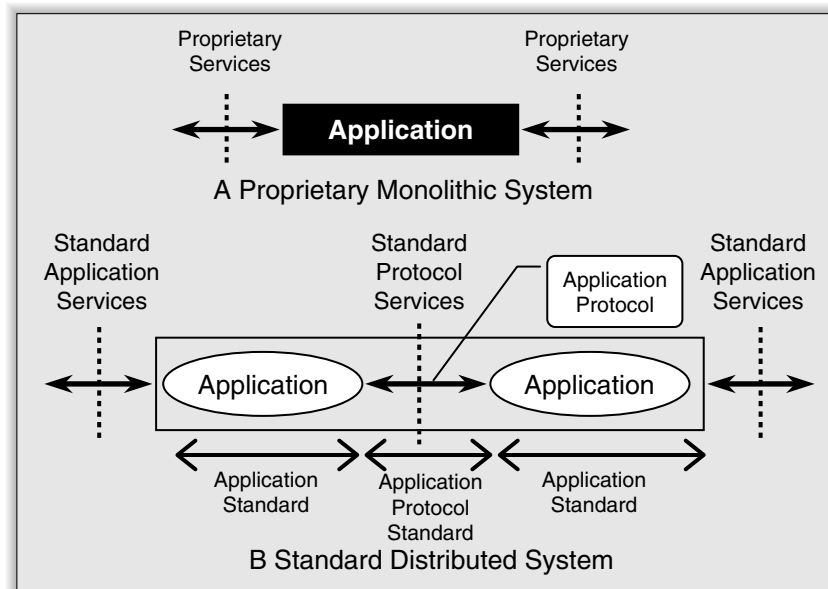 Proprietary
Services
Proprietary
Services
Application
A Proprietary Monolithic System
Standard
Application
Services
Standard
Protocol
Services
Application
Protocol
Standard
Application
Services
Application
Application
Application
Standard
Application
Protocol
Standard
Application
Standard
B Standard Distributed System